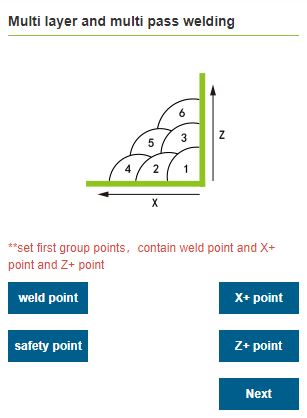 Multi layer and multi pass welding
6
Z
5 3
4 2 1
X
**set first group points，contain weld point and X+
point and Z+ point
weld point X+ point
safety point Z+ point
Next